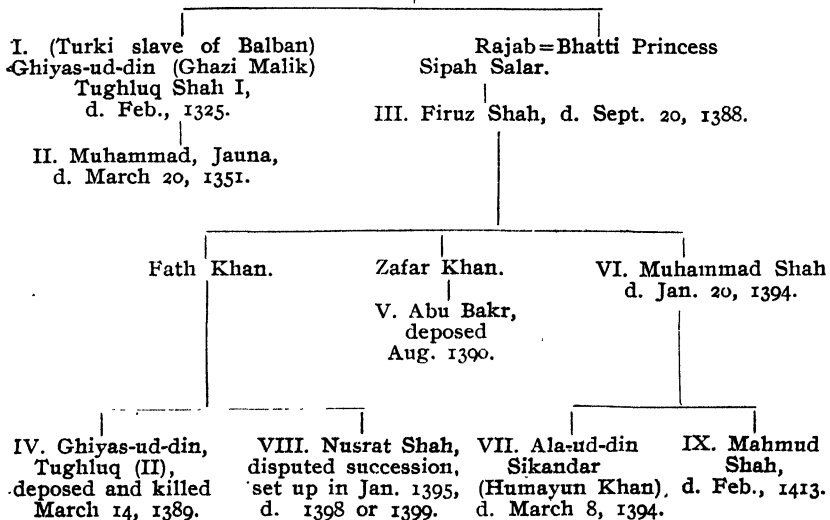 I. (Turki slave of Balban)
Ghiyas-ud-din (Ghazi Malik)
Tughluq Shah I,
d. Feb., 1325.
Rajab=Bhatti Princess
Sipah Salar.
II. Muhammad, Jauna,
d. March 20, 1351.
III. Firuz Shah, d. Sept. 20, 1388.
Fath Khan.
Zafar Khan.
V. Abu Bakr,
deposed
Aug. 1390.
VI. Muhammad Shah
d. Jan. 20, 1394.
IV. Ghiyas-ud-din,
Tughluq (II),
deposed and killed
March 14, 1389.
VIII. Nusrat Shah,
disputed succession,
set up in Jan. 1395,
d. 1398 or 1399.
VII. Ala-ud-din
Sikandar
(Humayun Khan),
d. March 8, 1394.
IX. Mahmud
Shah,
d. Feb., 1413.